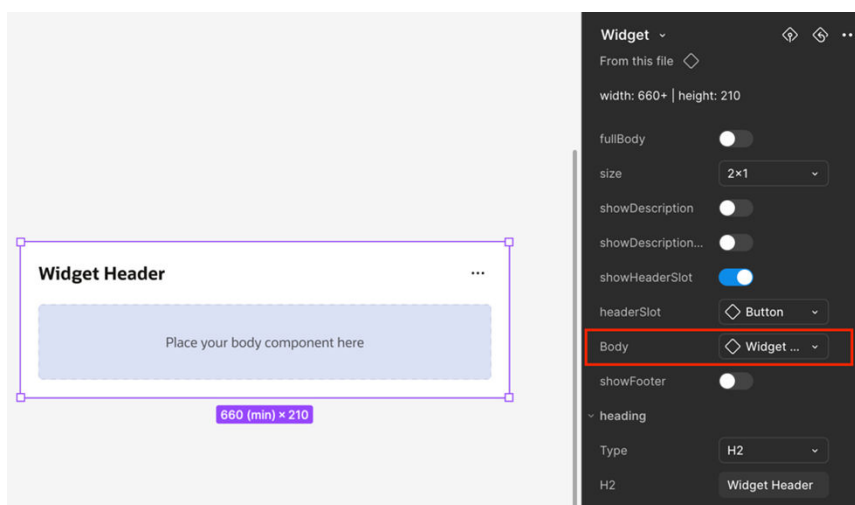 Widget Header
...
Place your body component here
660 (min) × 210
Widget
From this file
width: 660+ | height: 210
fullBody
size 2×1
showDescription
showDescription...
showHeaderSlot
headerSlot Button
Body Widget ...
showFooter
heading
Type H2
H2 Widget Header